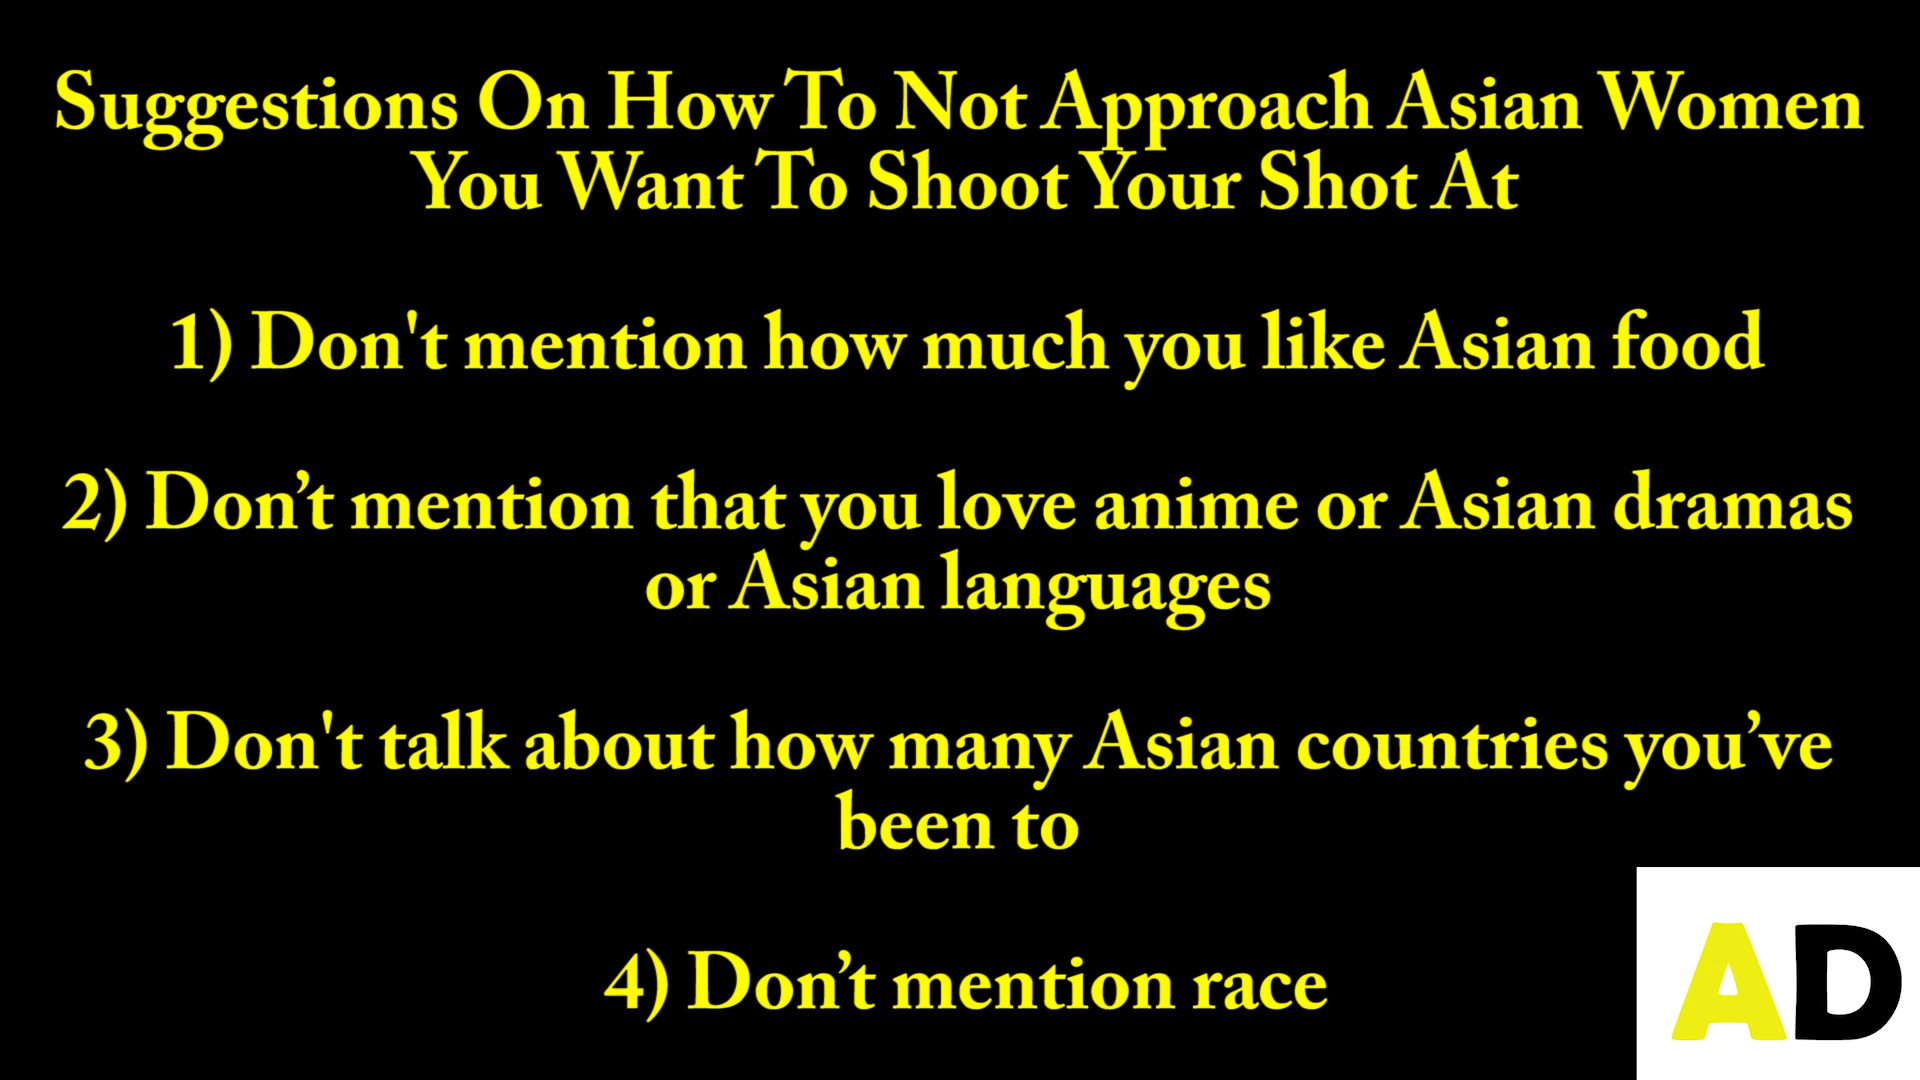 Suggestions On How To Not Approach Asian Women
You Want To Shoot Your Shot At
1) Don't mention how much you like Asian food
2) Don’t mention that you love anime or Asian dramas
or Asian languages
3) Don't talk about how many Asian countries you’ve
been to
4) Don’t mention race
AD